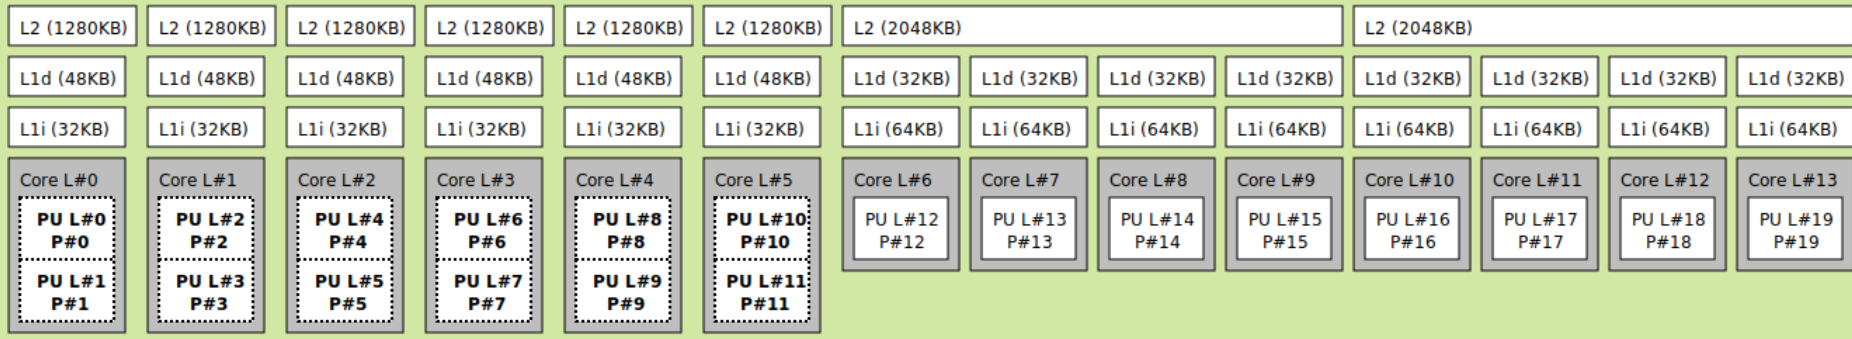 L2 (1280KB) L2 (1280KB) L2 (1280KB) L2 (1280KB) L2 (1280KB) L2 (1280KB) L2 (2048KB) L2 (2048KB)
L1d (48KB) L1d (48KB) L1d (48KB) L1d (48KB) L1d (48KB) L1d (48KB) L1d (32KB) L1d (32KB) L1d (32KB) L1d (32KB) L1d (32KB) L1d (32KB) L1d (32KB) L1d (32KB)
L1i (32KB) L1i (32KB) L1i (32KB) L1i (32KB) L1i (32KB) L1i (32KB) L1i (64KB) L1i (64KB) L1i (64KB) L1i (64KB) L1i (64KB) L1i (64KB) L1i (64KB) L1i (64KB)
Core L#0 Core L#1 Core L#2 Core L#3 Core L#4 Core L#5 Core L#6 Core L#7 Core L#8 Core L#9 Core L#10 Core L#11 Core L#12 Core L#13
PU L#0 PU L#2 PU L#4 PU L#6 PU L#8 PU L#10 PU L#12 PU L#13 PU L#14 PU L#15 PU L#16 PU L#17 PU L#18 PU L#19
P#0 P#2 P#4 P#6 P#8 P#10 P#12 P#13 P#14 P#15 P#16 P#17 P#18 P#19
PU L#1 PU L#3 PU L#5 PU L#7 PU L#9 PU L#11
P#1 P#3 P#5 P#7 P#9 P#11